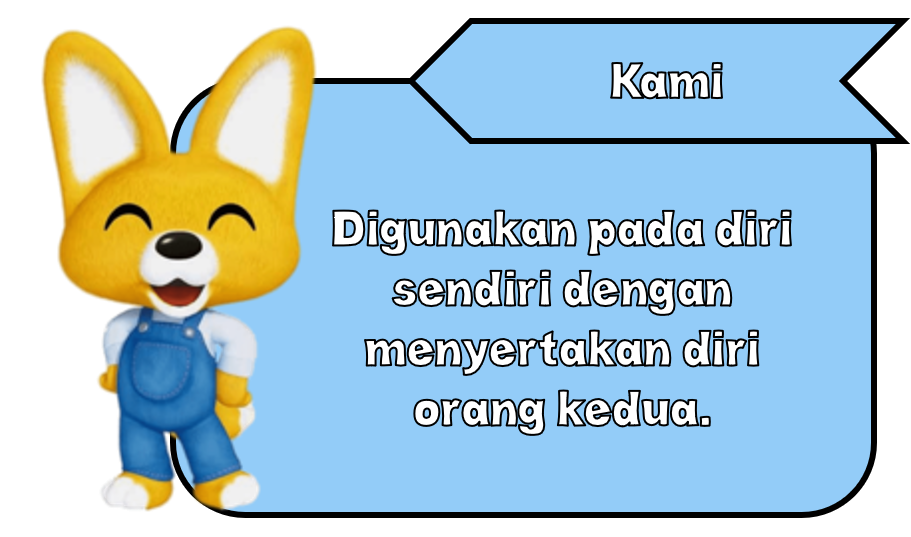 Kami
Digunakan pada diri
sendiri dengan
menyertakan diri
orang kedua.